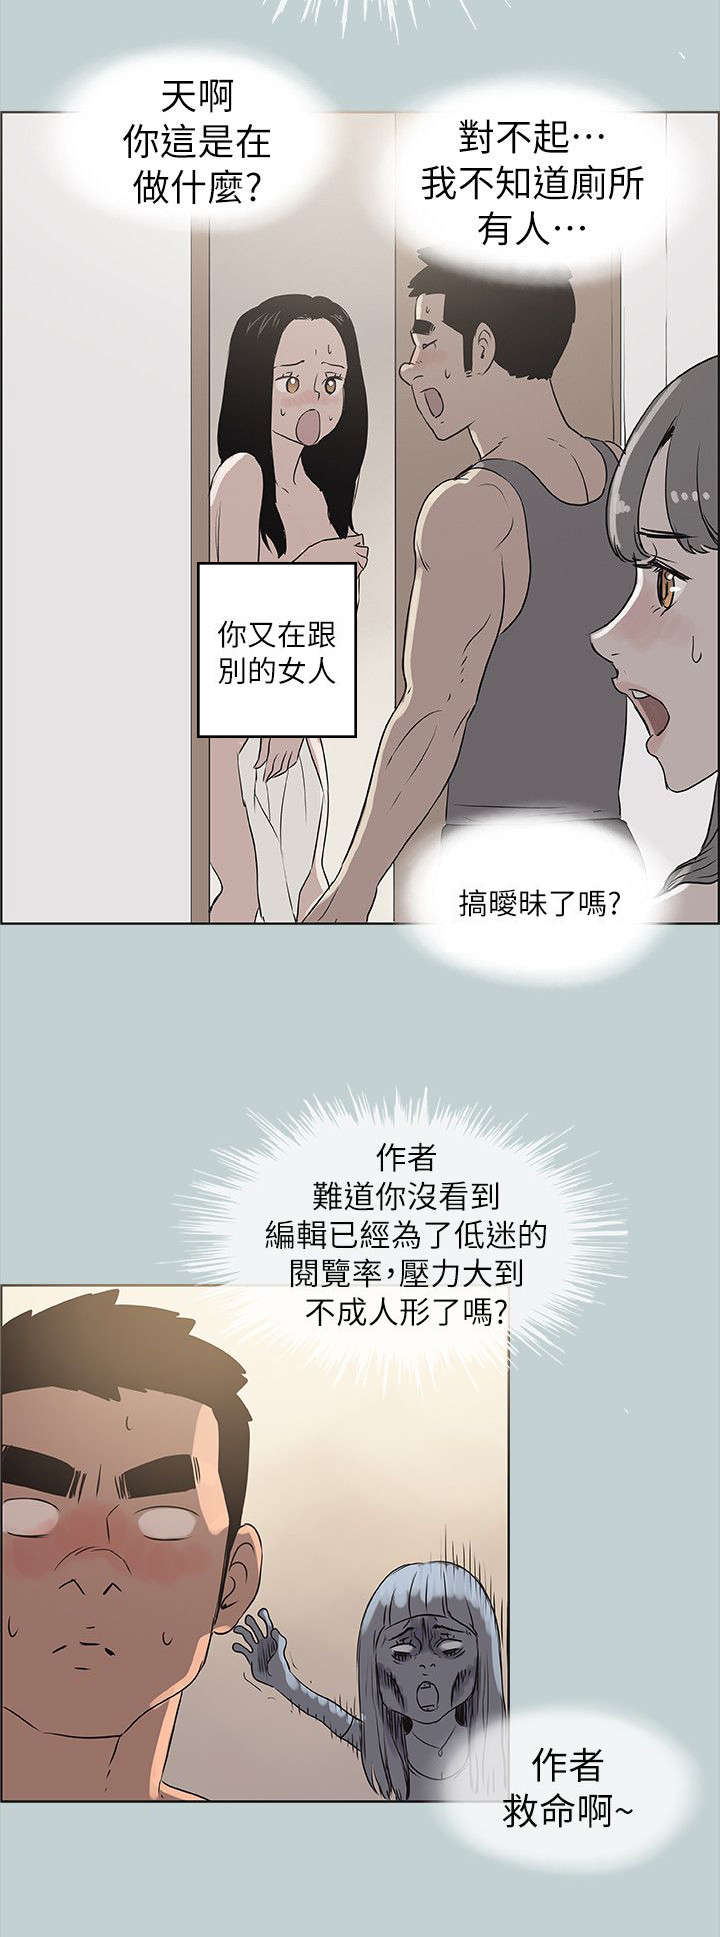 天啊
你這是在
做什麼?
對不起…
我不知道廁所
有人…
你又在跟
別的女人
搞曖昧了嗎?
作者
難道你沒看到
編輯已經為了低迷的
閱覽率,壓力大到
不成人形了嗎?
作者
救命啊~